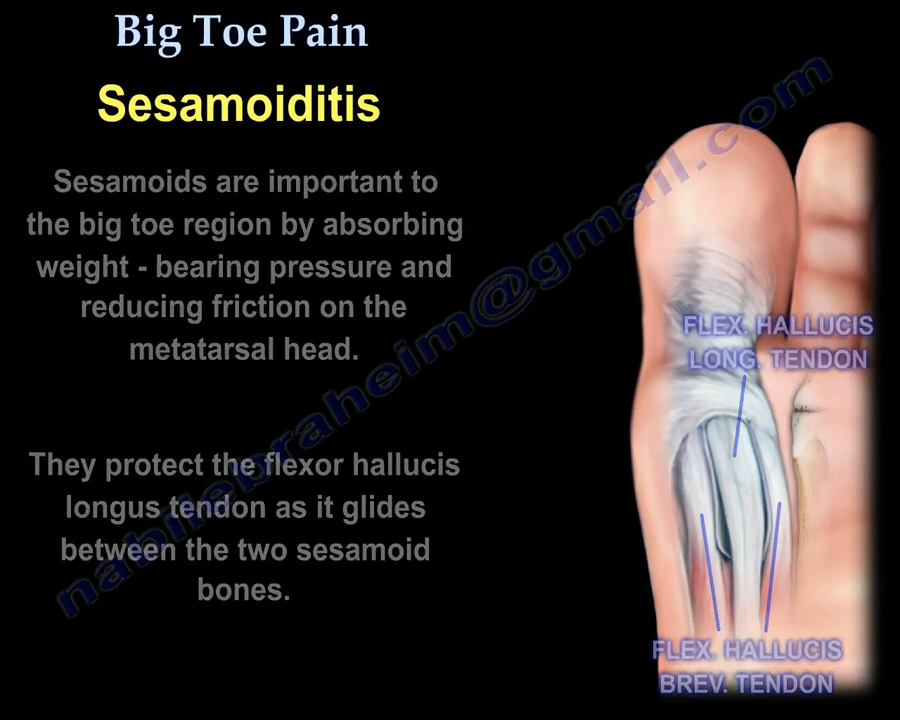 Big Toe Pain
Sesamoiditis
Sesamoids are important to
the big toe region by absorbing
weight - bearing pressure and
reducing friction on the
metatarsal head.
They protect the flexor hallucis
longus tendon as it glides
between the two sesamoid
bones.
FLEX. HALLUCIS
LONG. TENDON
FLEX. HALLUCIS
BREV. TENDON
nabilebraheim@gmail.com